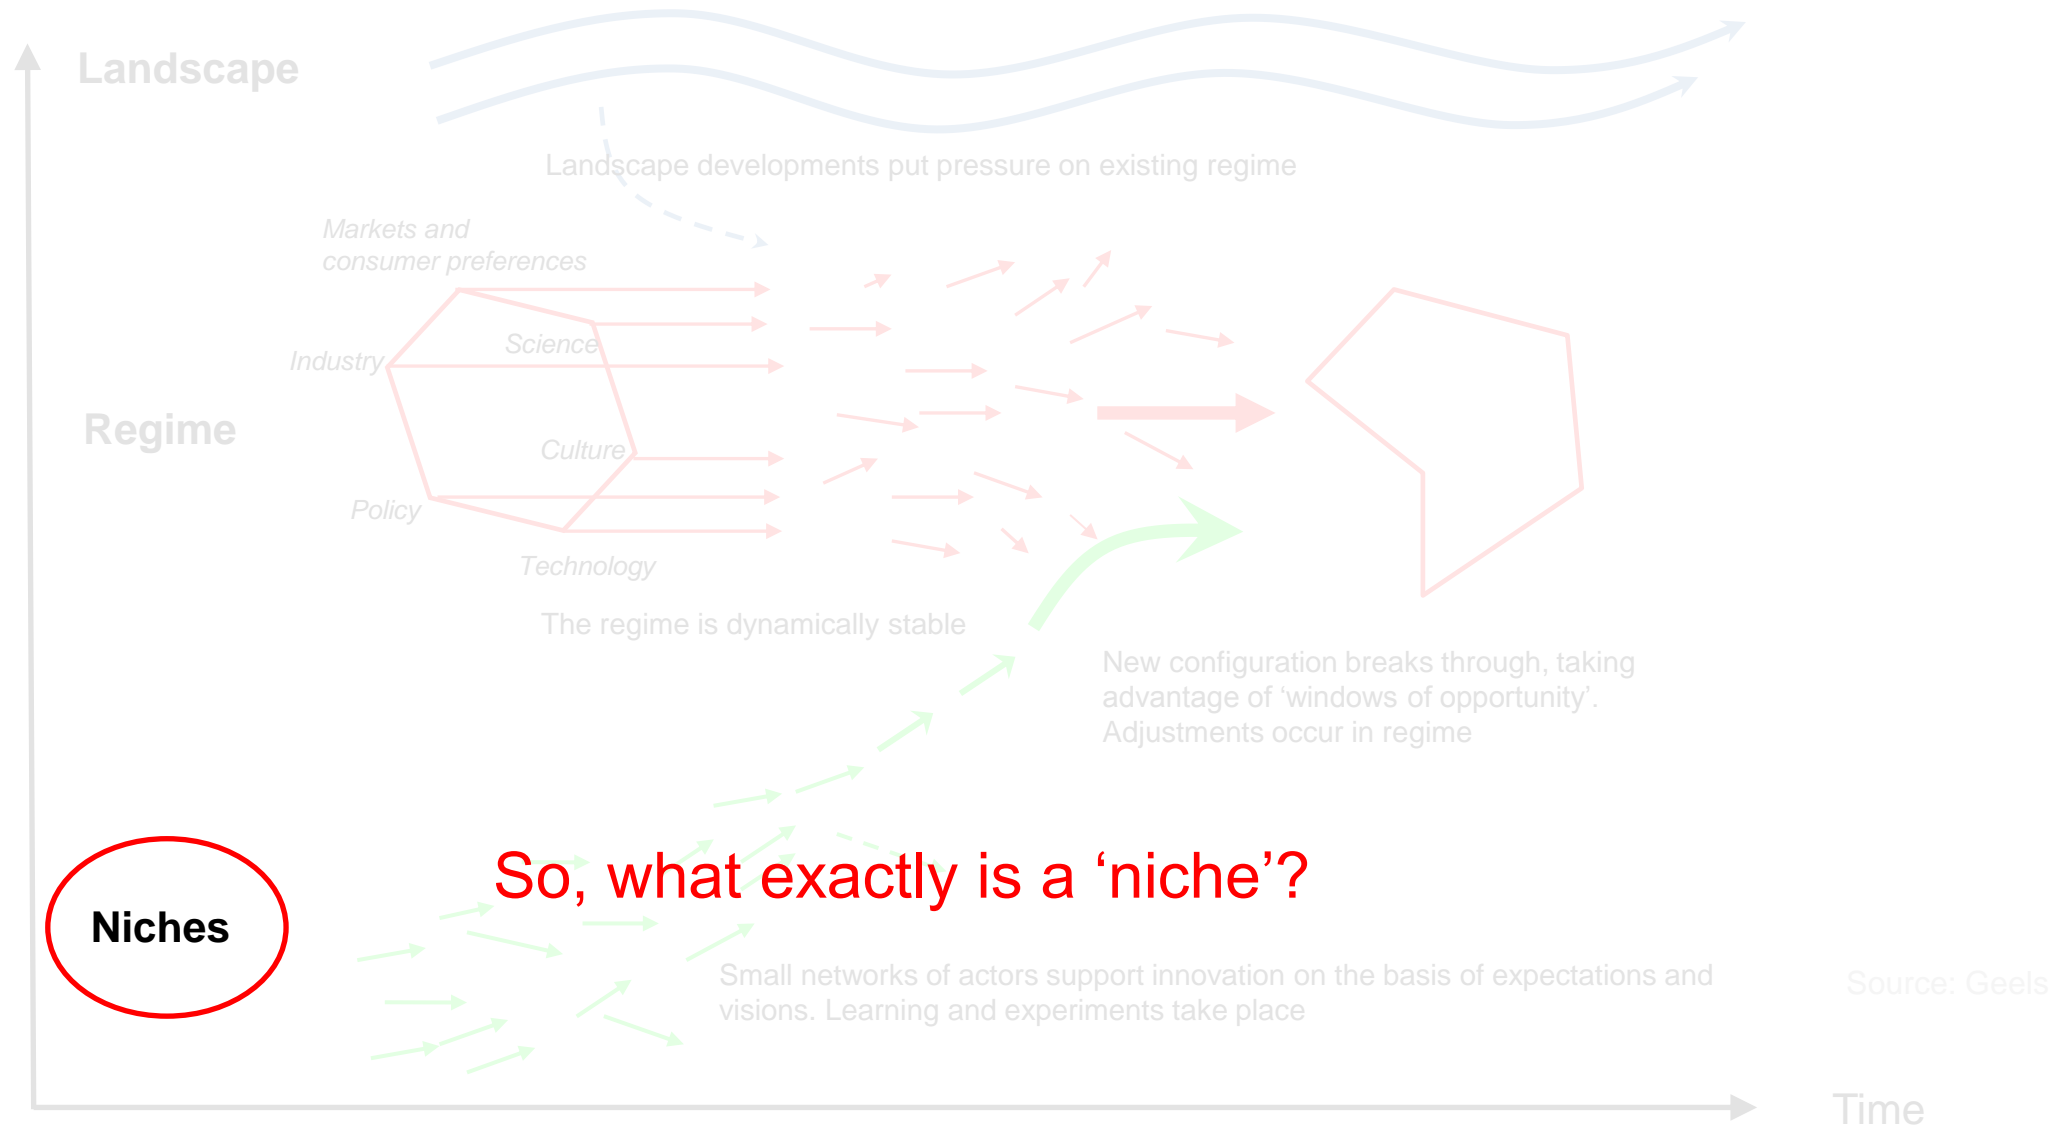 Landscape
Landscape developments put pressure on existing regime
Markets and
consumer preferences
Science
Industry
Regime
Culture
Policy
Technology
The regime is dynamically stable
New configuration breaks through, taking
advantage of ‘windows of opportunity’.
Adjustments occur in regime
So, what exactly is a ‘niche’?
Niches
Small networks of actors support innovation on the basis of expectations and
visions. Learning and experiments take place
Source: Geels
Time